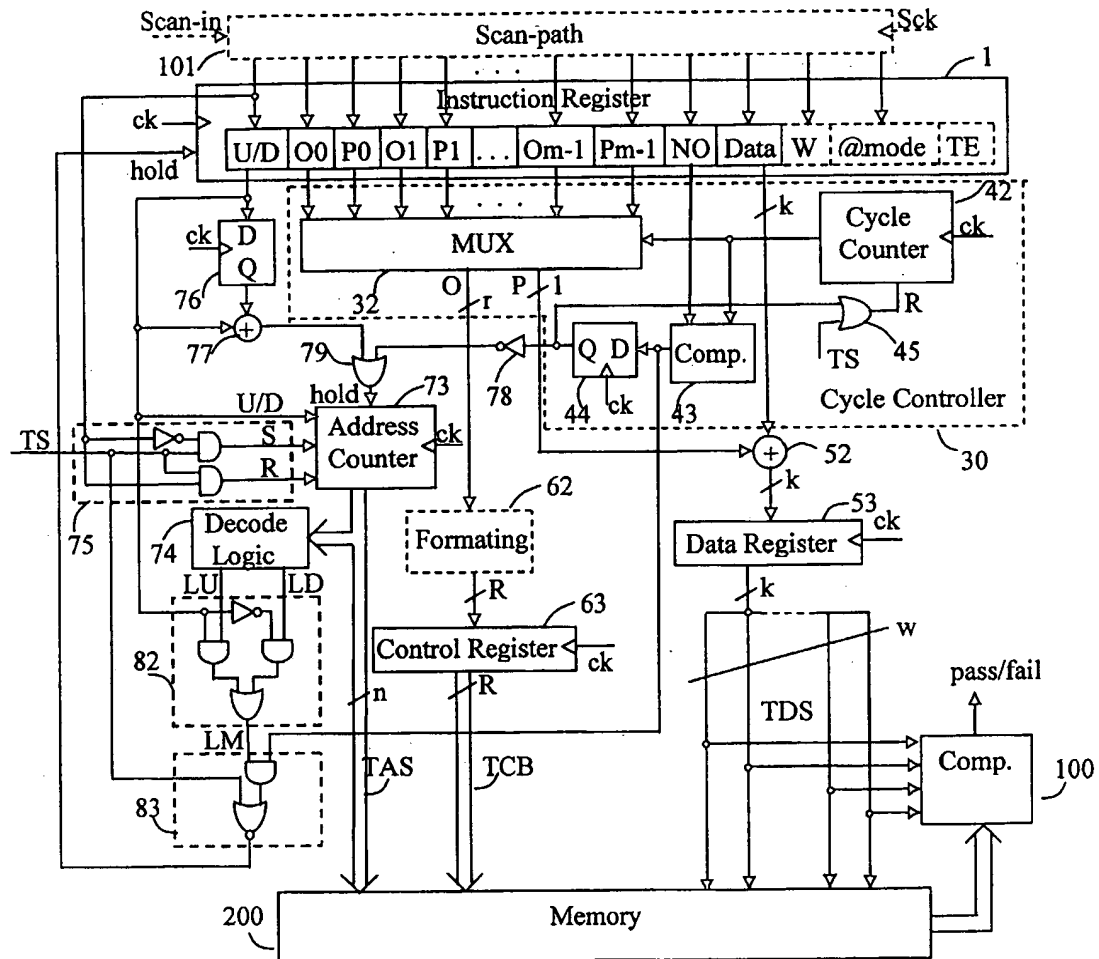 Scan-in
Sck
Scan-path
101
1
Instruction Register
ck
hold
U/D O0 P0 O1 P1 ... Om-1 Pm-1 NO Data W @mode TE
42
ck
D
Q
76
MUX
32
k
Cycle
Counter
ck
O
r
P
1
R
77
79
78
Q D
44
ck
Comp.
43
45
TS
Cycle Controller
30
hold
73
U/D
Address
Counter
ck
TS
S
R
75
52
k
62
Formating
74
Decode
Logic
53
Data Register
ck
LU
LD
R
k
63
Control Register
ck
w
82
n
R
pass/fail
TDS
LM
TAS
TCB
Comp.
100
83
200
Memory